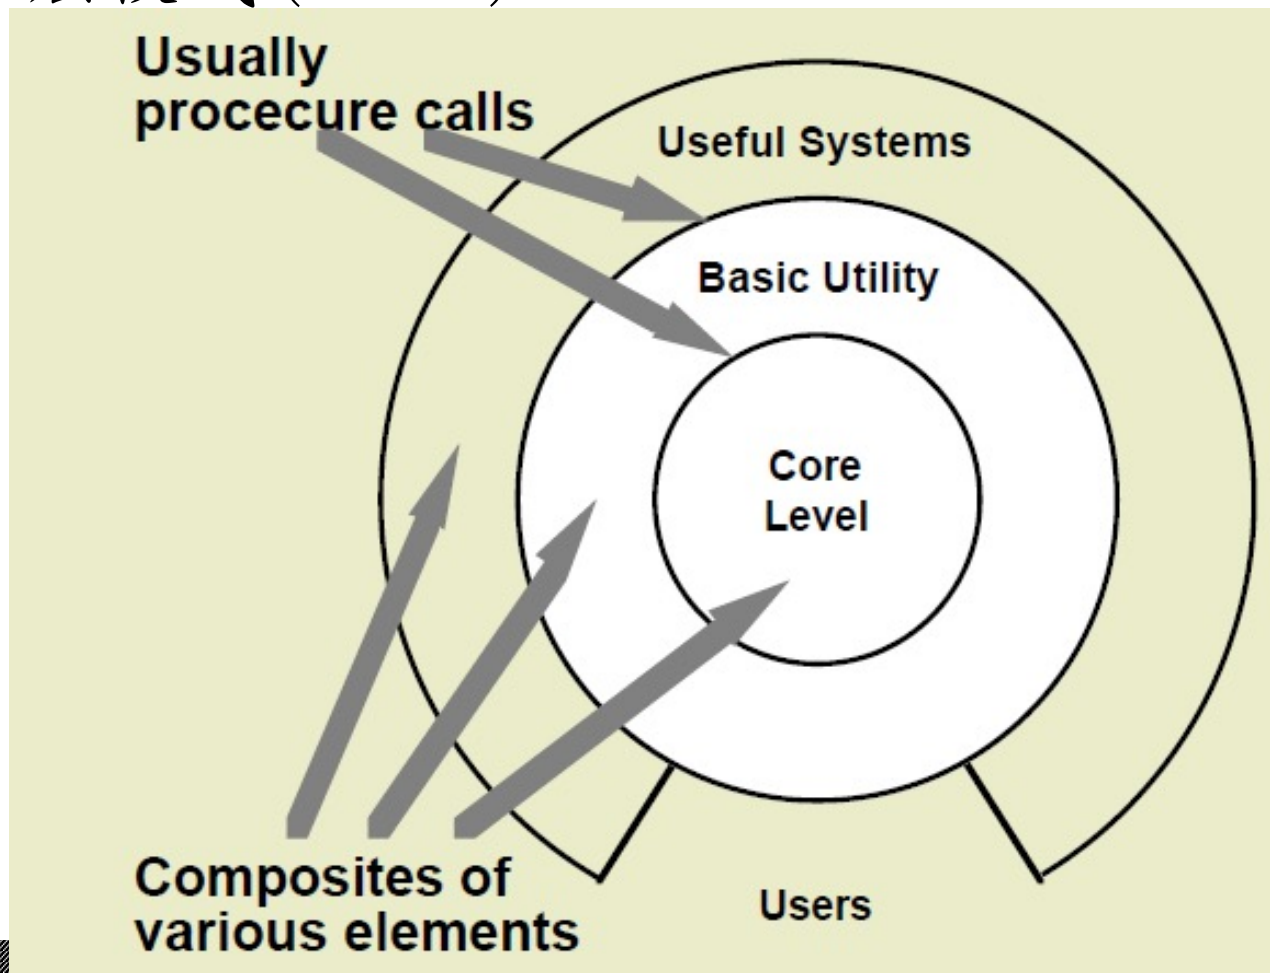 Usually
procecure calls
Useful Systems
Basic Utility
Core
Level
Composites of
various elements
Users